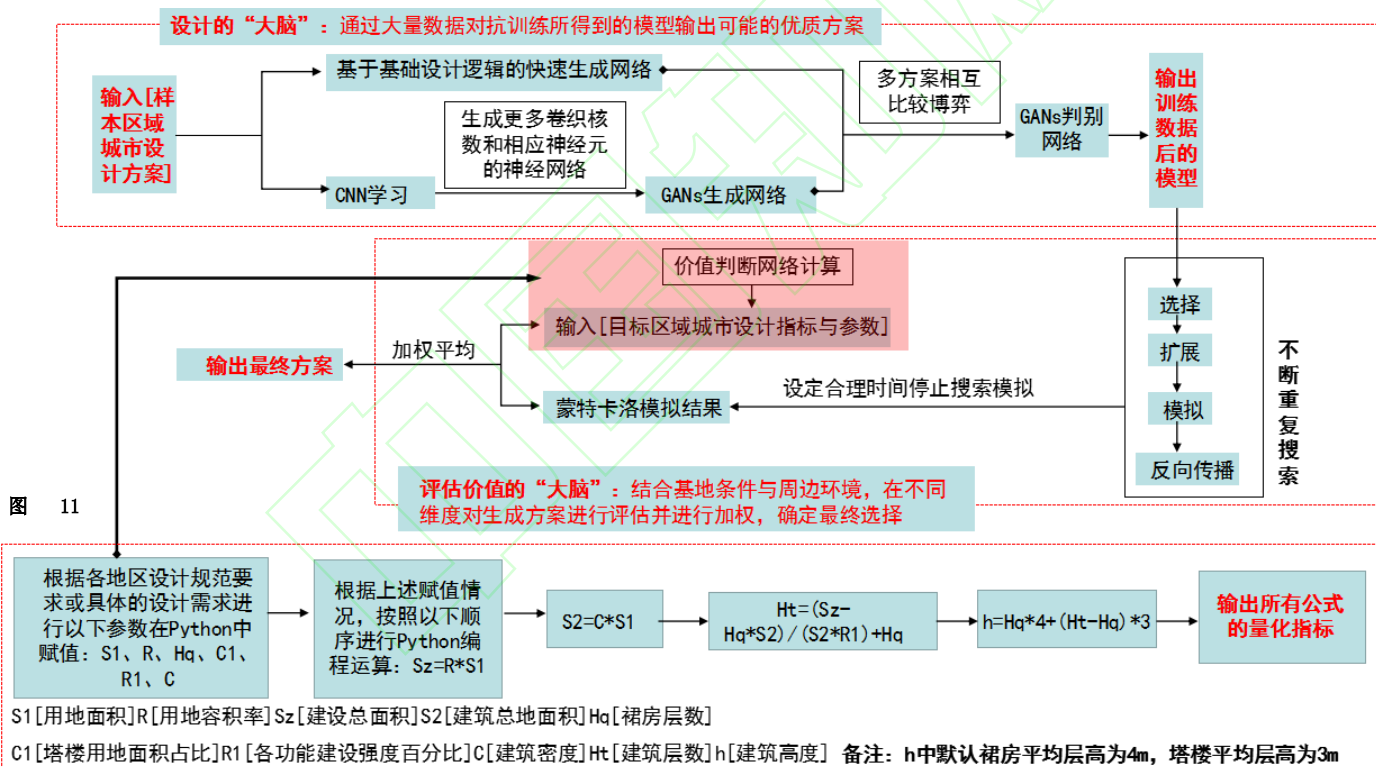 设计的“大脑”：通过大量数据对抗训练所得到的模型输出可能的优质方案
输入[样
本区域
城市设
计方案]
基于基础设计逻辑的快速生成网络
生成更多卷积核
数和相应神经元
的神经网络
CNN学习
GANs生成网络
多方案相互
比较博弈
GANs判别
网络
输出
训练
数据
后的
模型
价值判断网络计算
输入[目标区域城市设计指标与参数]
加权平均
输出最终方案
蒙特卡洛模拟结果
设定合理时间停止搜索模拟
选择
扩展
模拟
反向传播
不断重复搜索
评估价值的“大脑”：结合基地条件与周边环境，在不同
维度对生成方案进行评估并进行加权，确定最终选择
图 11
根据各地区设计规范要
求或具体的设计需求进
行以下参数在Python中
赋值：S1、R、Hq、C1、
R1、C
根据上述赋值情
况，按照以下顺
序进行Python编
程运算：Sz=R*S1
S2=C*S1
Ht=(Sz-
Hq*S2)/(S2*R1)+Hq
h=Hq*4+(Ht-Hq)*3
输出所有公式
的量化指标
S1[用地面积]R[用地容积率]Sz[建设总面积]S2[建筑总地面积]Hq[裙房层数]
C1[塔楼用地面积占比]R1[各功能建设强度百分比]C[建筑密度]Ht[建筑层数]h[建筑高度] 备注：h中默认裙房平均层高为4m，塔楼平均层高为3m